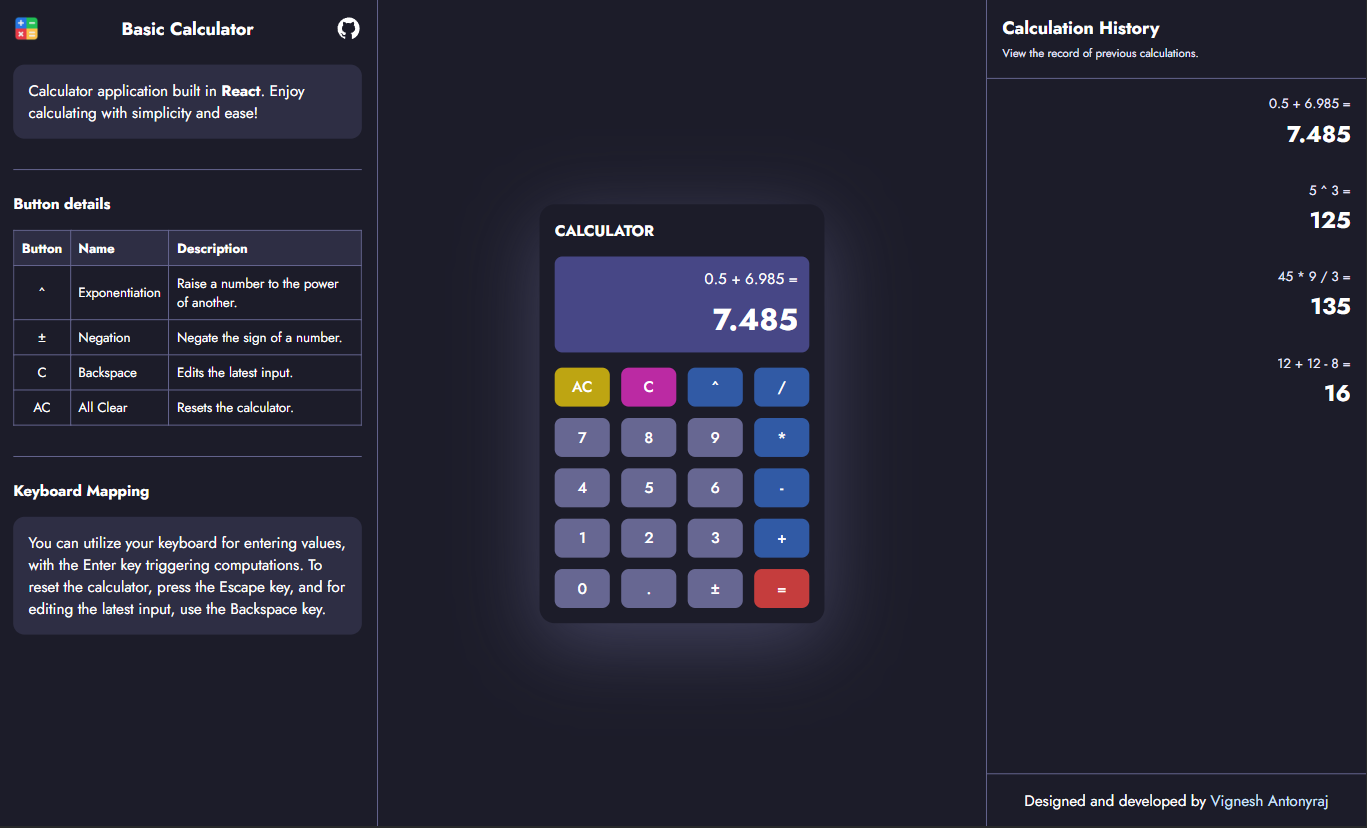 Basic Calculator
Calculator application built in React. Enjoy
calculating with simplicity and ease!
Button details
Button Name Description
^ Exponentiation Raise a number to the power
of another.
± Negation Negate the sign of a number.
C Backspace Edits the latest input.
AC All Clear Resets the calculator.
Keyboard Mapping
You can utilize your keyboard for entering values,
with the Enter key triggering computations. To
reset the calculator, press the Escape key, and for
editing the latest input, use the Backspace key.
CALCULATOR
0.5 + 6.985 =
7.485
AC C ^ /
7 8 9 *
4 5 6 -
1 2 3 +
0 . ± =
Calculation History
View the record of previous calculations.
0.5 + 6.985 =
7.485
5 ^ 3 =
125
45 * 9 / 3 =
135
12 + 12 - 8 =
16
Designed and developed by Vignesh Antonyraj